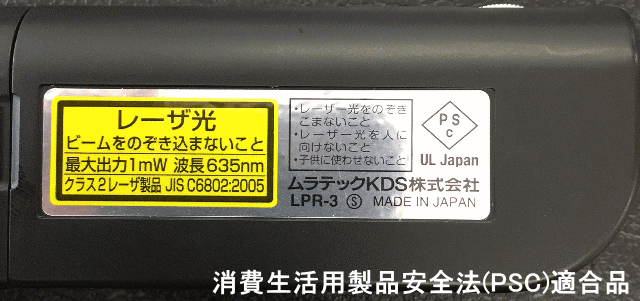 レーザ光
ビームをのぞき込まないこと
最大出力1mW 波長635nm
クラス2レーザ製品 JIS C6802:2005
・レーザー光をのぞき
こまないこと
・レーザー光を人に
向けないこと
・子供に使わせないこと
PS
C
UL Japan
ムラテックKDS株式会社
LPR-3 Ⓢ MADE IN JAPAN
消費生活用製品安全法(PSC)適合品